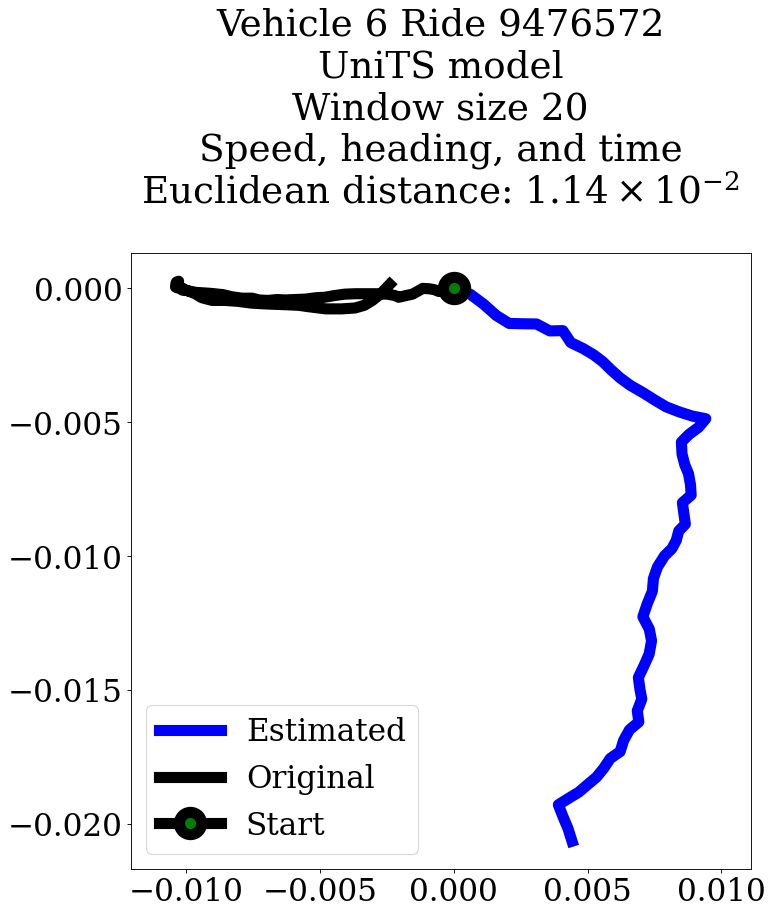 Vehicle 6 Ride 9476572
UniTS model
Window size 20
Speed, heading, and time
Euclidean distance: 1.14 × 10⁻²
0.000
−0.005
−0.010
−0.015
−0.020
Estimated
Original
Start
−0.010 −0.005 0.000 0.005 0.010